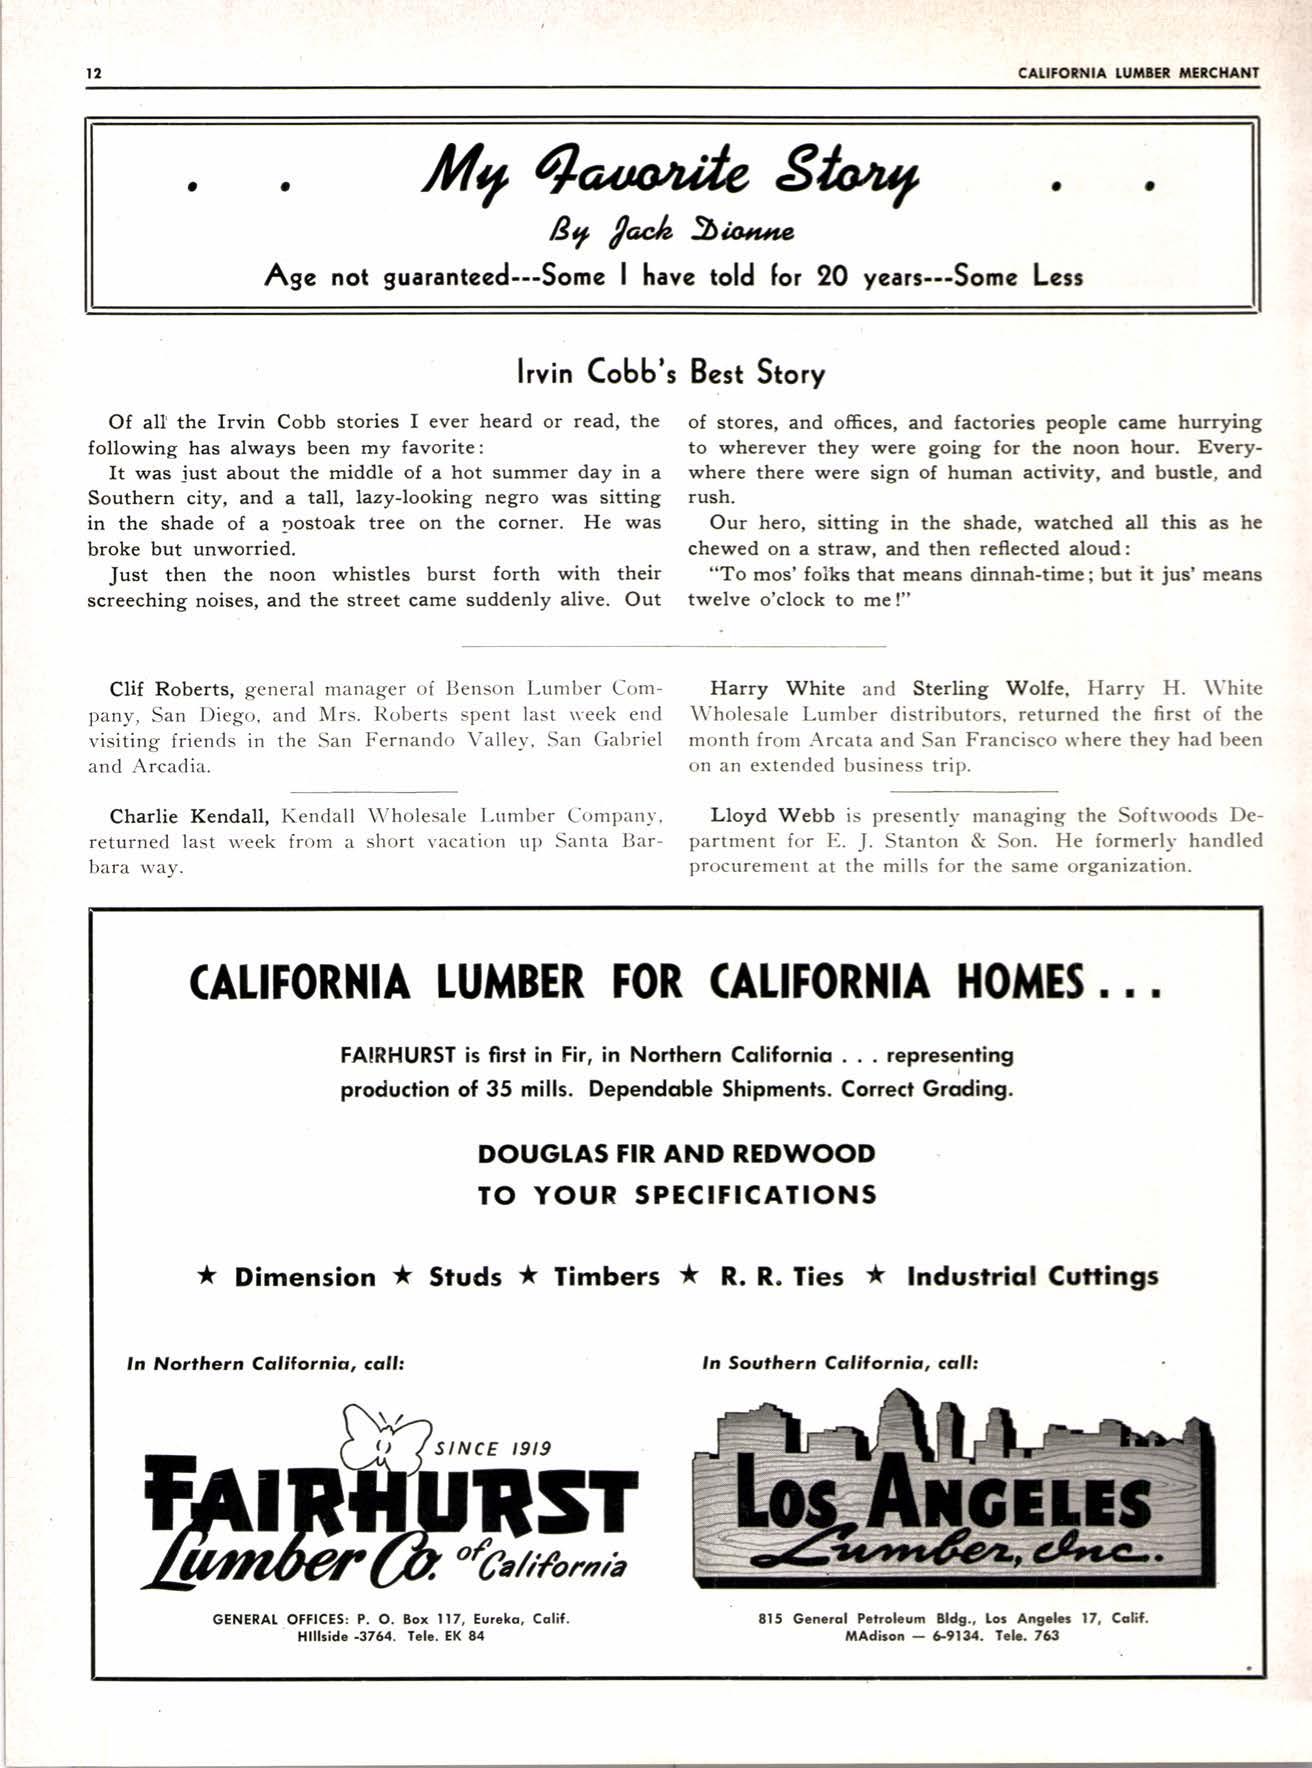 12
CALIFORNIA LUMBER MERCHANT
My Favorite Story
By Jack Dionne
Age not guaranteed---Some I have told for 20 years---Some Less
Irvin Cobb's Best Story
Of all the Irvin Cobb stories I ever heard or read, the
following has always been my favorite:
It was just about the middle of a hot summer day in a
Southern city, and a tall, lazy-looking negro was sitting
in the shade of a postoak tree on the corner. He was
broke but unworried.
Just then the noon whistles burst forth with their
screeching noises, and the street came suddenly alive. Out
of stores, and offices, and factories people came hurrying
to wherever they were going for the noon hour. Every-
where there were sign of human activity, and bustle, and
rush.
Our hero, sitting in the shade, watched all this as he
chewed on a straw, and then reflected aloud:
"To mos' folks that means dinnah-time; but it jus' means
twelve o'clock to me!"
Clif Roberts, general manager of Benson Lumber Com-
pany, San Diego, and Mrs. Roberts spent last week end
visiting friends in the San Fernando Valley, San Gabriel
and Arcadia.
Charlie Kendall, Kendall Wholesale Lumber Company,
returned last week from a short vacation up Santa Bar-
bara way.
Harry White and Sterling Wolfe, Harry H. White
Wholesale Lumber distributors, returned the first of the
month from Arcata and San Francisco where they had been
on an extended business trip.
Lloyd Webb is presently managing the Softwoods De-
partment for E. J. Stanton & Son. He formerly handled
procurement at the mills for the same organization.
CALIFORNIA LUMBER FOR CALIFORNIA HOMES...
FAIRHURST is first in Fir, in Northern California . . . representing
production of 35 mills. Dependable Shipments. Correct Grading.
DOUGLAS FIR AND REDWOOD
TO YOUR SPECIFICATIONS
★ Dimension ★ Studs ★ Timbers ★ R. R. Ties ★ Industrial Cuttings
In Northern California, call:
SINCE 1919
FAIRHURST
Lumber Co. of California
GENERAL OFFICES: P. O. Box 117, Eureka, Calif.
HIllside -3764. Tele. EK 84
In Southern California, call:
LOS ANGELES
Lumber, Inc.
815 General Petroleum Bldg., Los Angeles 17, Calif.
MAdison — 6-9134. Tele. 763